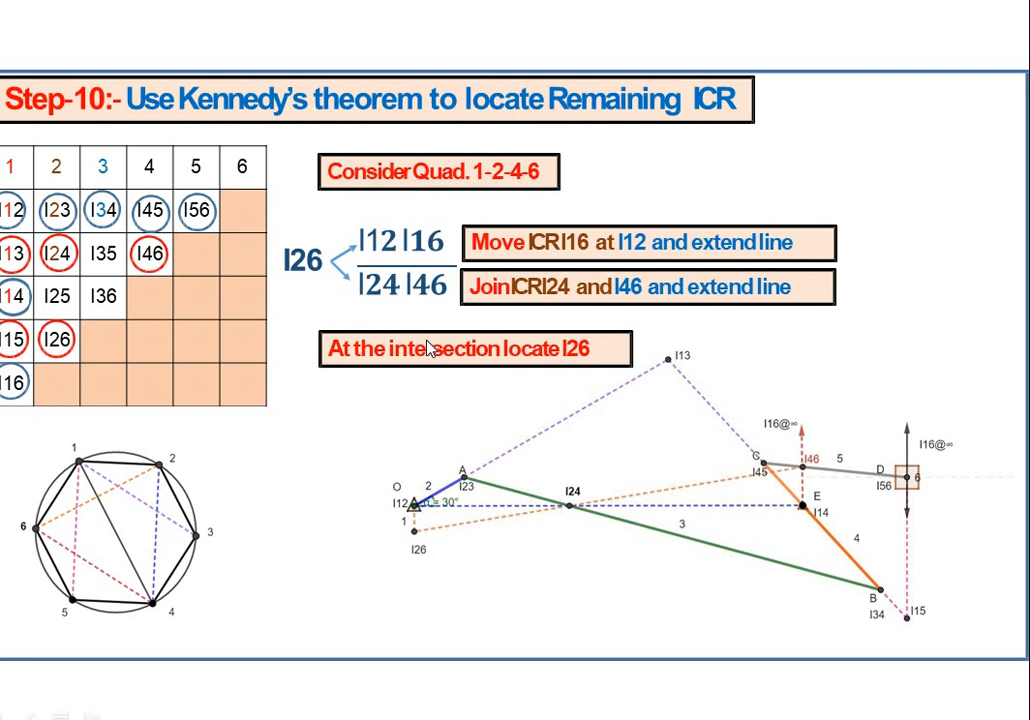 Step-10:- Use Kennedy's theorem to locate Remaining ICR
1 2 3 4 5 6
I12 I23 I34 I45 I56
I13 I24 I35 I46
I14 I25 I36
I15 I26
I16
Consider Quad. 1-2-4-6
I26
I12 I16
I24 I46
Move ICR I16 at I12 and extend line
Join ICR I24 and I46 and extend line
At the intersection locate I26
1
2
3
4
5
6
I13
I16@∞
I16@∞
C
I45
I46
5
D
I56
6
A
I23
O
2
I12
α = 30°
1
I26
I24
3
E
I14
4
B
I34
I15